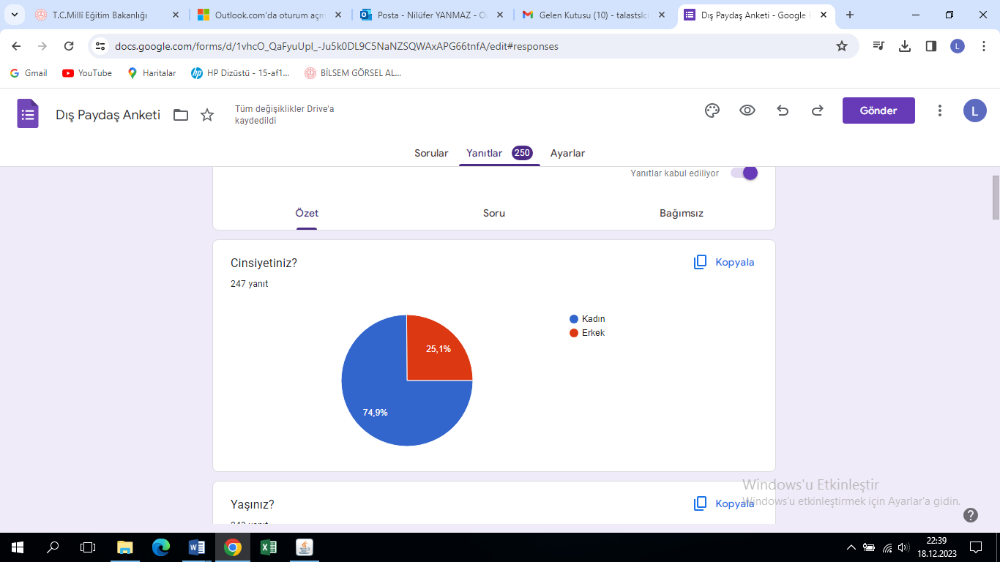 T.C.Millî Eğitim Bakanlığı
Outlook.com'da oturum açm
Posta - Nilüfer YANMAZ - O
Gelen Kutusu (10) - talastslci
Dış Paydaş Anketi - Google F
docs.google.com/forms/d/1vhcO_QaFyuUpI_-Ju5k0DL9C5NaNZSQWAxAPG66tnfA/edit#responses
L
Gmail
YouTube
Haritalar
HP Dizüstü - 15-af1...
BİLSEM GÖRSEL AL...
Dış Paydaş Anketi
Tüm değişiklikler Drive'a
kaydedildi
Gönder
L
Sorular
Yanıtlar 250
Ayarlar
Yanıtlar kabul ediliyor
Özet
Soru
Bağımsız
Cinsiyetiniz?
Kopyala
247 yanıt
Kadın
Erkek
25,1%
74,9%
Windows'u Etkinleştir
Windows'u etkinleştirmek için Ayarlar'a gidin.
Yaşınız?
Kopyala
22:39
18.12.2023